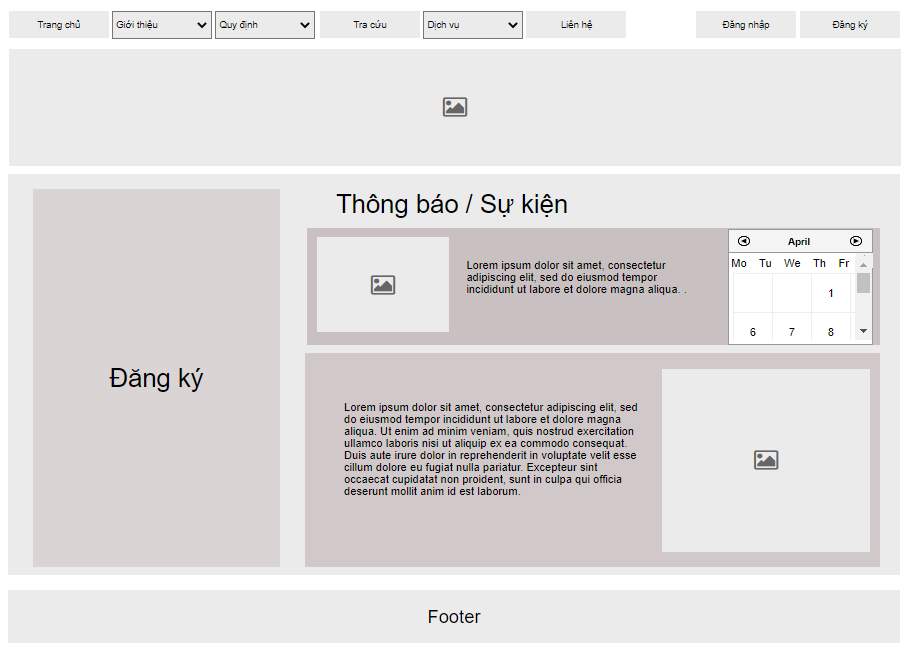 Trang chủ
Giới thiệu
Quy định
Tra cứu
Dịch vụ
Liên hệ
Đăng nhập
Đăng ký
Thông báo / Sự kiện
Lorem ipsum dolor sit amet, consectetur
adipiscing elit, sed do eiusmod tempor
incididunt ut labore et dolore magna aliqua. .
April
Mo Tu We Th Fr
1
6 7 8
Đăng ký
Lorem ipsum dolor sit amet, consectetur adipiscing elit, sed
do eiusmod tempor incididunt ut labore et dolore magna
aliqua. Ut enim ad minim veniam, quis nostrud exercitation
ullamco laboris nisi ut aliquip ex ea commodo consequat.
Duis aute irure dolor in reprehenderit in voluptate velit esse
cillum dolore eu fugiat nulla pariatur. Excepteur sint
occaecat cupidatat non proident, sunt in culpa qui officia
deserunt mollit anim id est laborum.
Footer